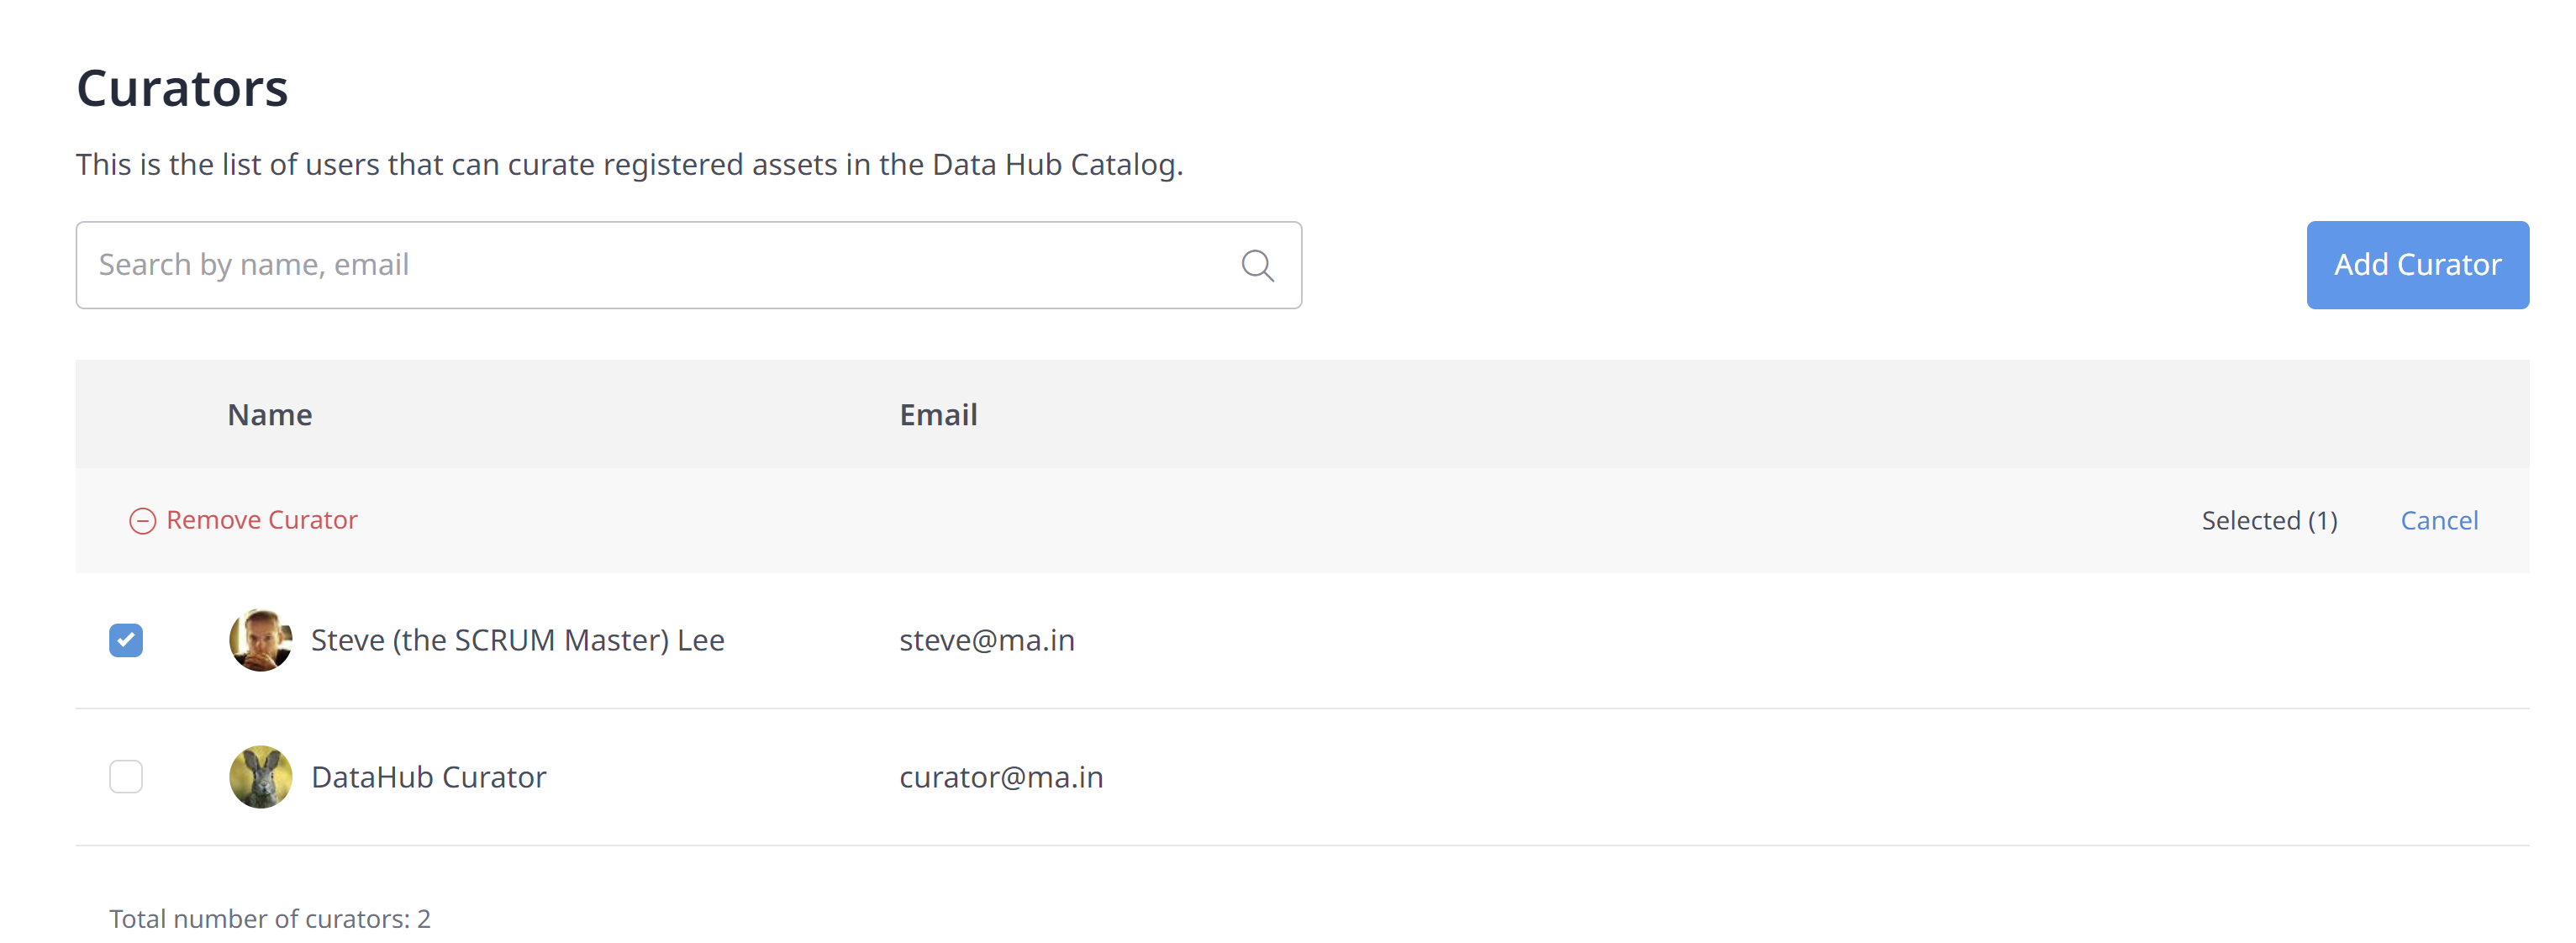 Curators
This is the list of users that can curate registered assets in the Data Hub Catalog.
Search by name, email
Add Curator
Name Email
Remove Curator Selected (1) Cancel
Steve (the SCRUM Master) Lee steve@ma.in
DataHub Curator curator@ma.in
Total number of curators: 2